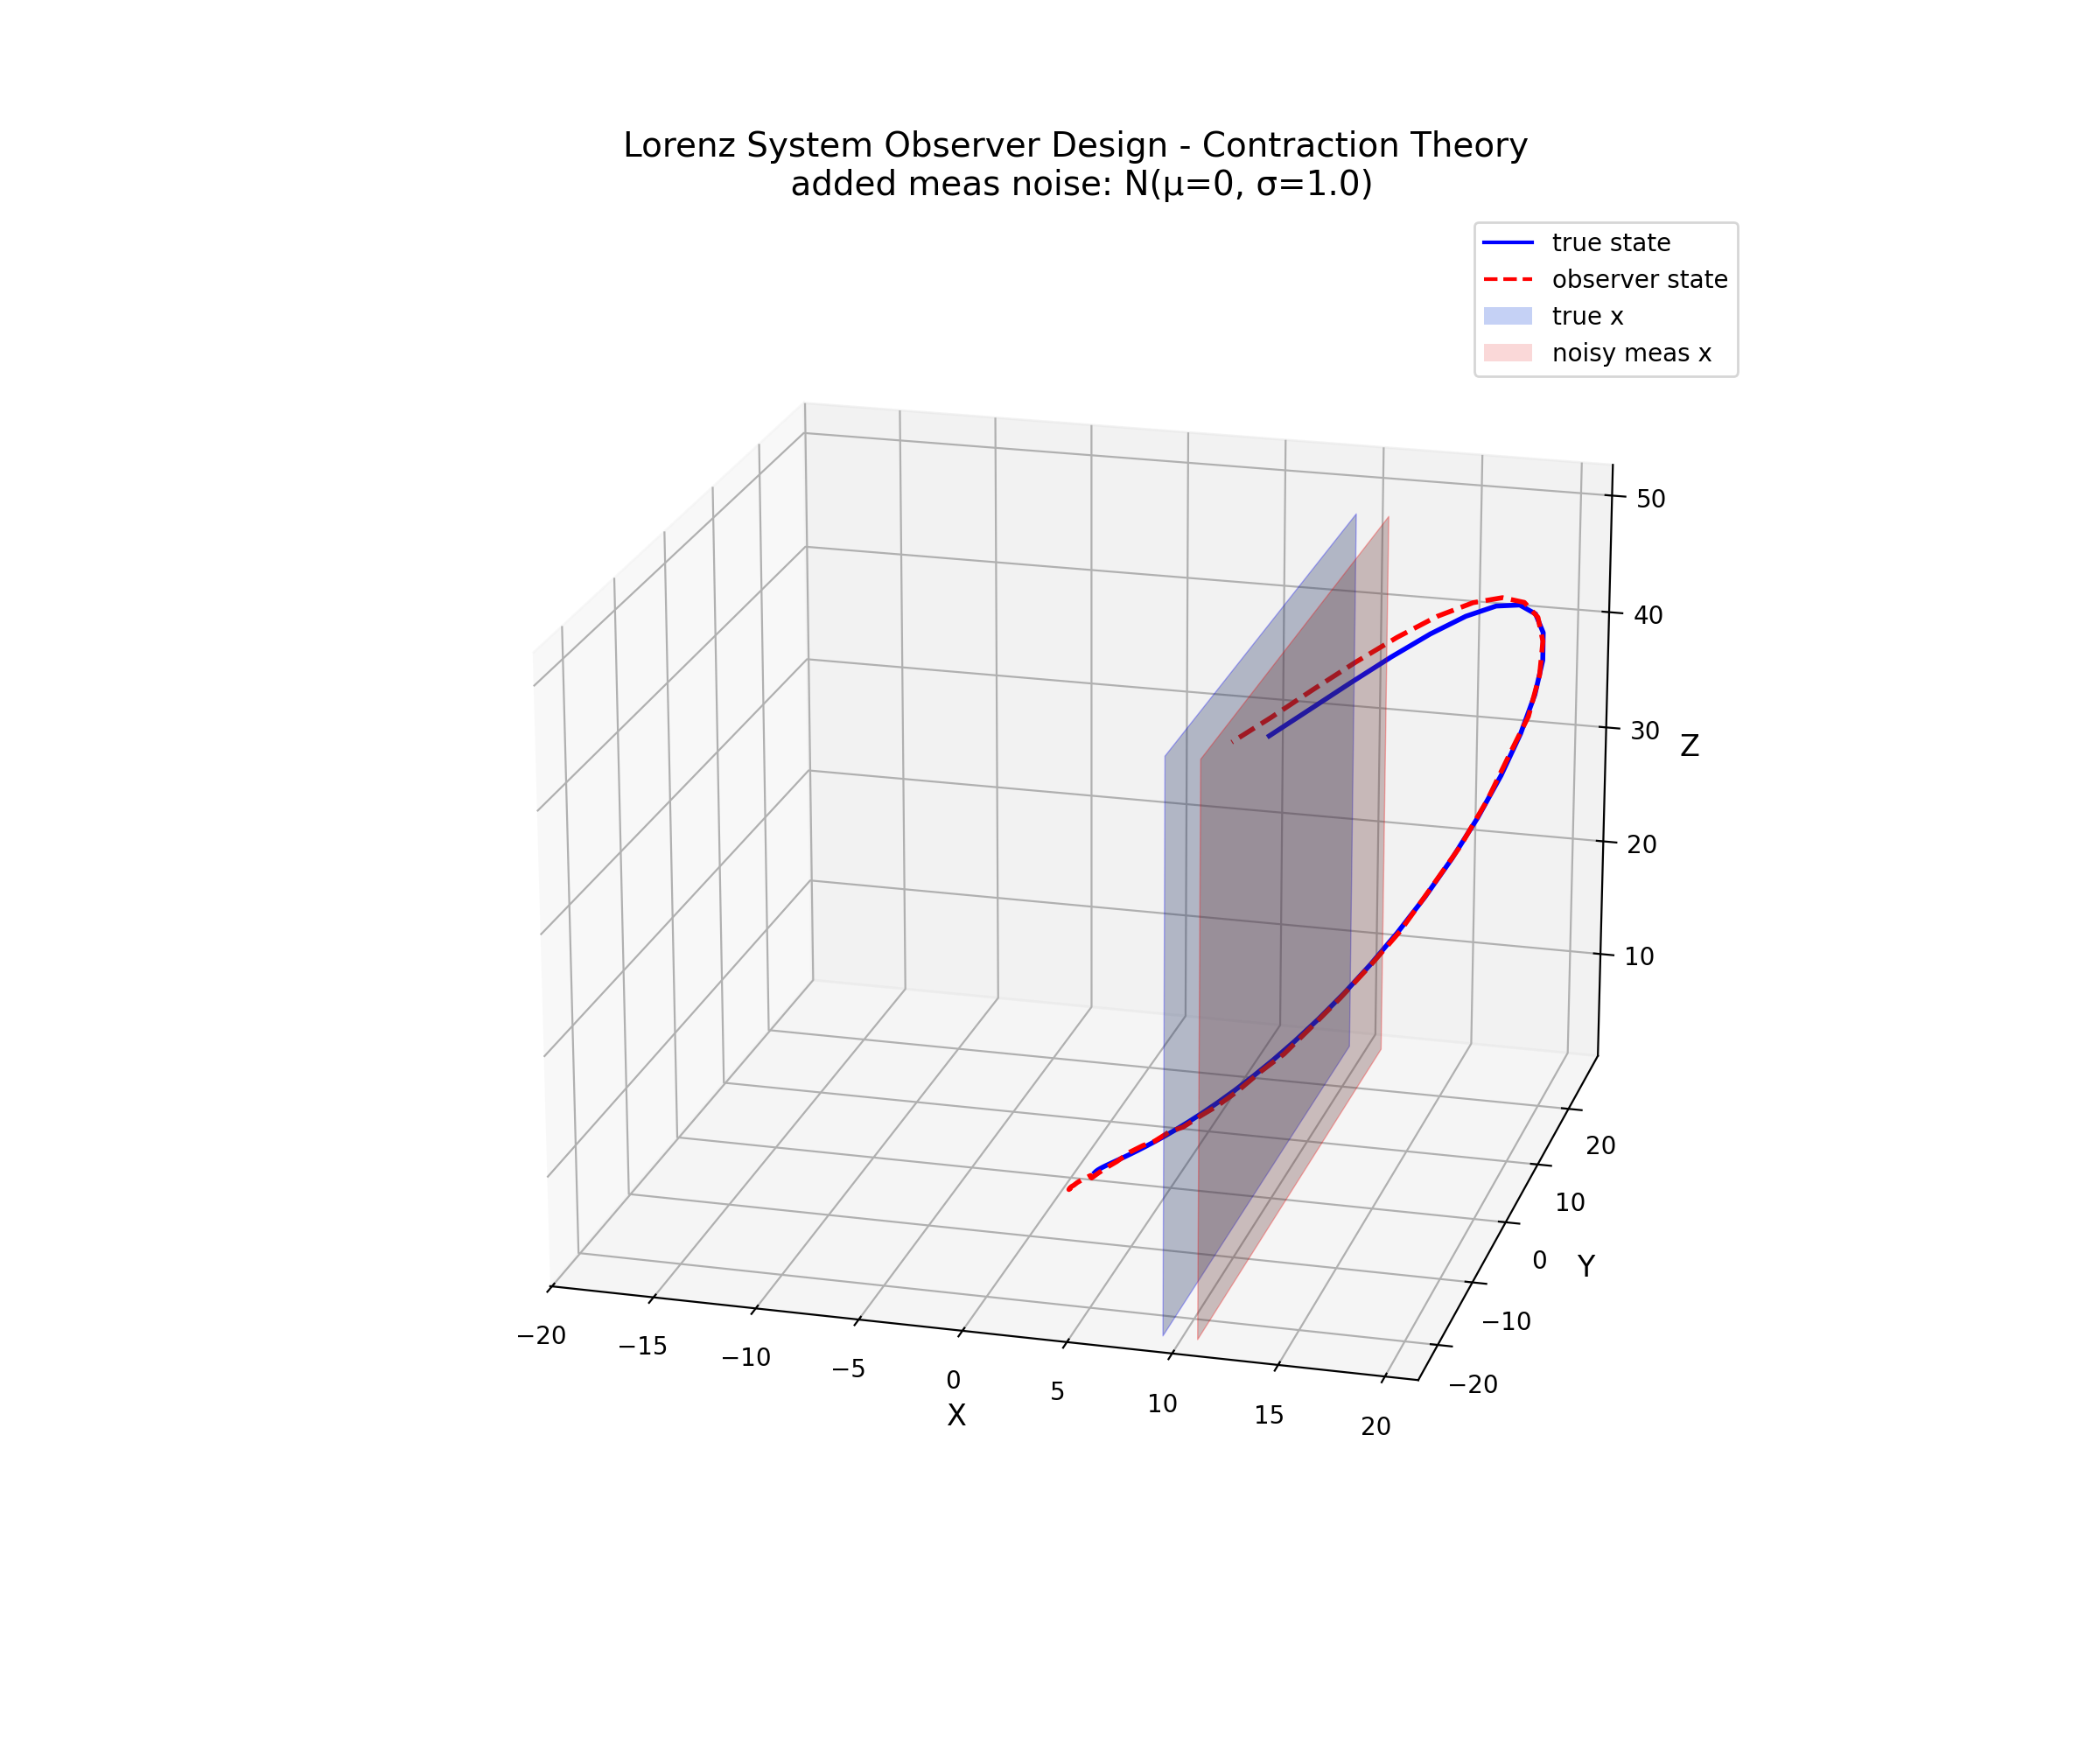 Lorenz System Observer Design - Contraction Theory
added meas noise: N(μ=0, σ=1.0)
true state
observer state
true x
noisy meas x
50
40
30
20
10
Z
20
10
0
−10
−20
Y
−20
−15
−10
−5
0
5
10
15
20
X